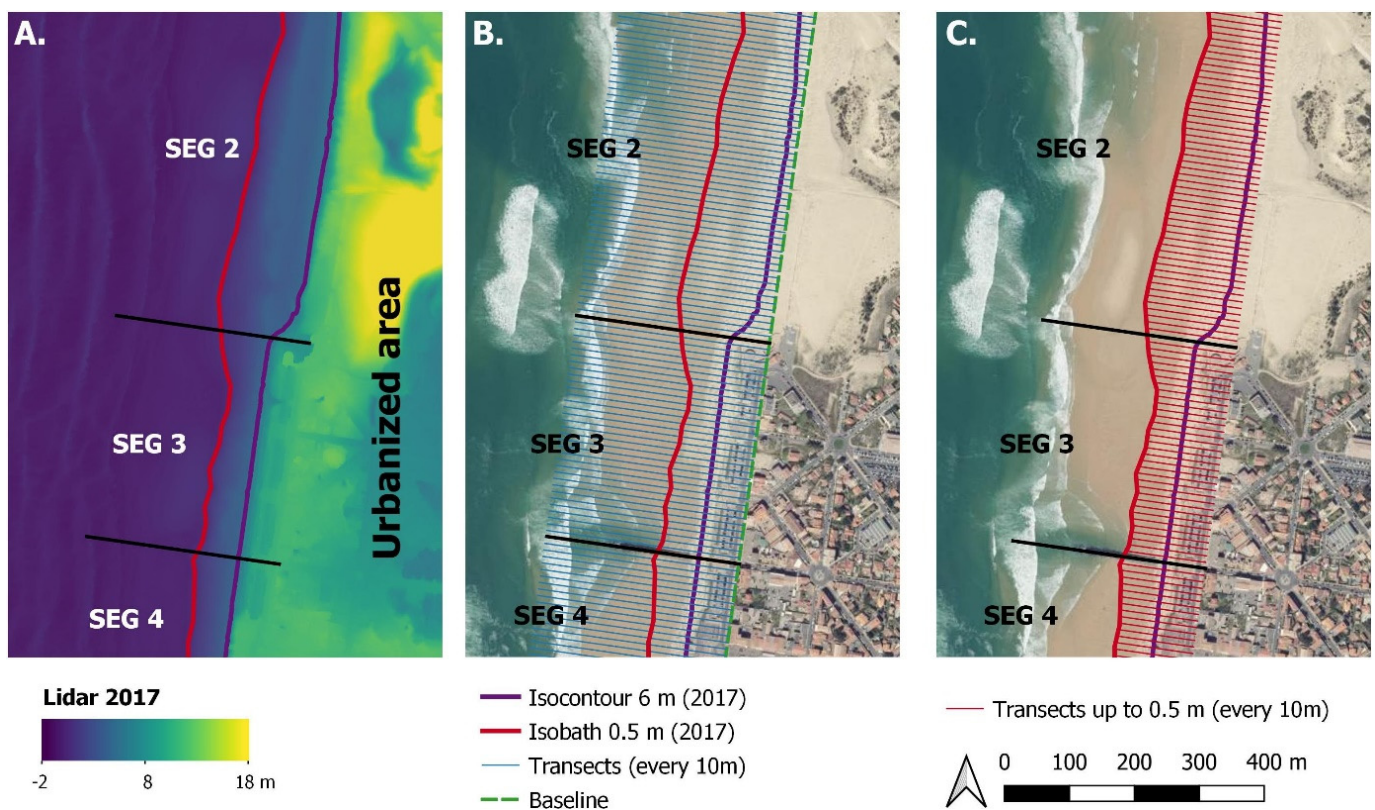 A.
SEG 2
SEG 3
SEG 4
Urbanized area
B.
SEG 2
SEG 3
SEG 4
C.
SEG 2
SEG 3
SEG 4
Lidar 2017
-2 8 18 m
Isocontour 6 m (2017)
Isobath 0.5 m (2017)
Transects (every 10m)
Baseline
Transects up to 0.5 m (every 10m)
0 100 200 300 400 m